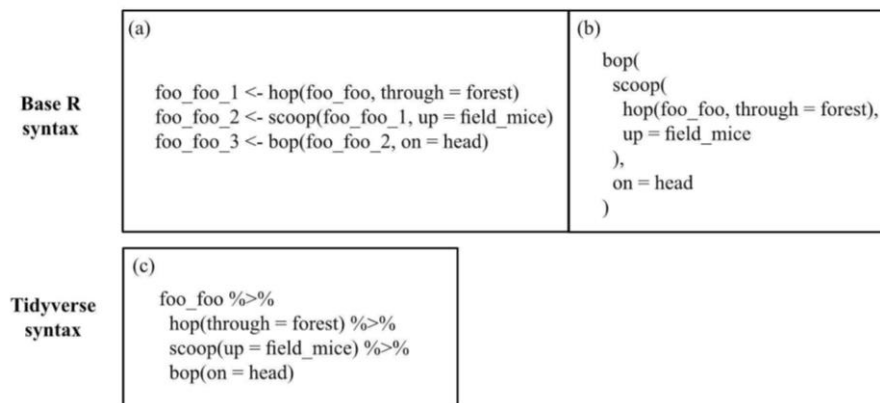 (a)
(b)
Base R
syntax
foo_foo_1 <- hop(foo_foo, through = forest)
foo_foo_2 <- scoop(foo_foo_1, up = field_mice)
foo_foo_3 <- bop(foo_foo_2, on = head)
bop(
scoop(
hop(foo_foo, through = forest),
up = field_mice
),
on = head
)
Tidyverse
syntax
(c)
foo_foo %>%
hop(through = forest) %>%
scoop(up = field_mice) %>%
bop(on = head)